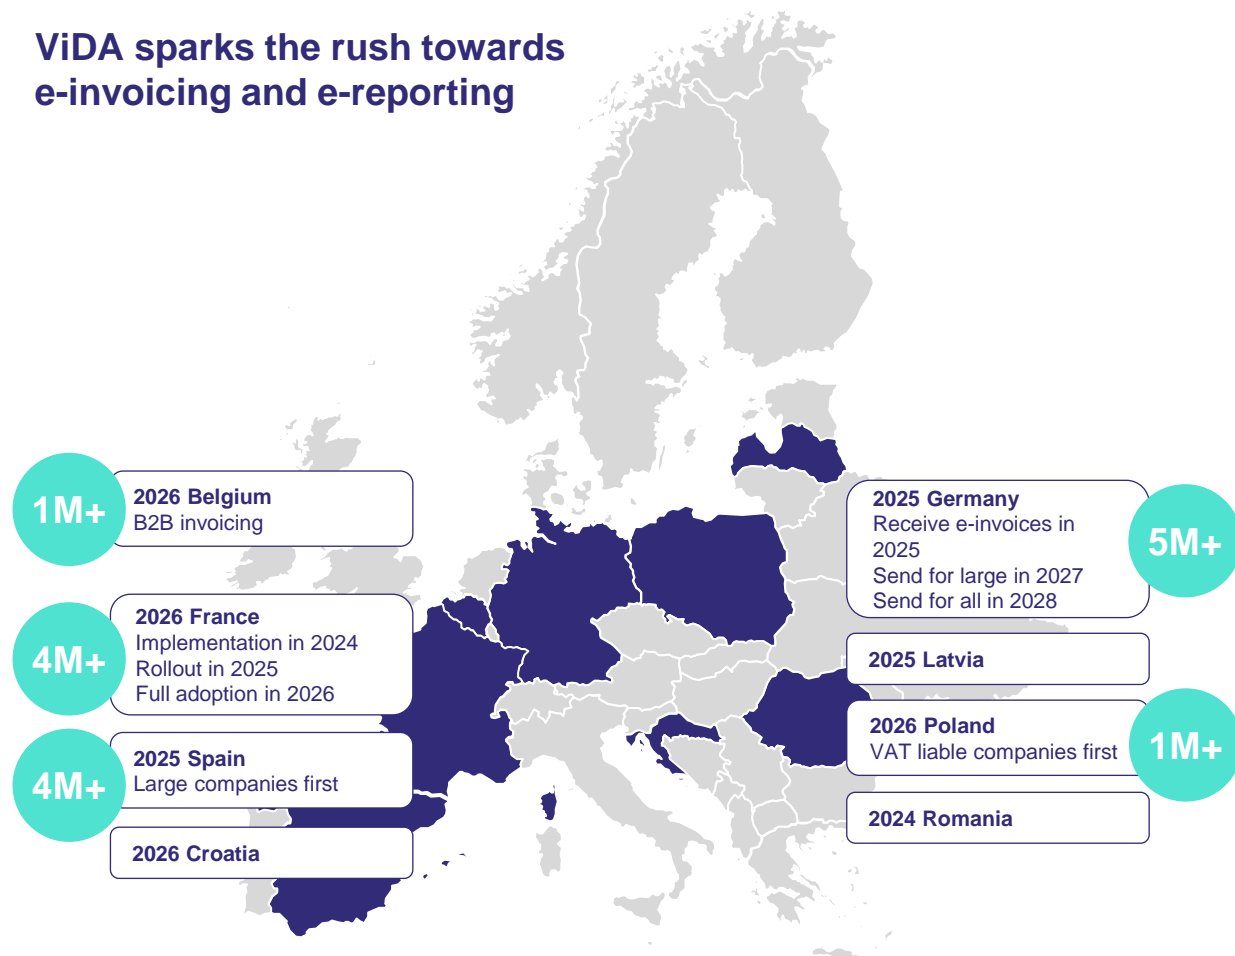 ViDA sparks the rush towards
e-invoicing and e-reporting
1M+
2026 Belgium
B2B invoicing
4M+
2026 France
Implementation in 2024
Rollout in 2025
Full adoption in 2026
4M+
2025 Spain
Large companies first
2026 Croatia
2025 Germany
Receive e-invoices in
2025
Send for large in 2027
Send for all in 2028
5M+
2025 Latvia
2026 Poland
VAT liable companies first
1M+
2024 Romania